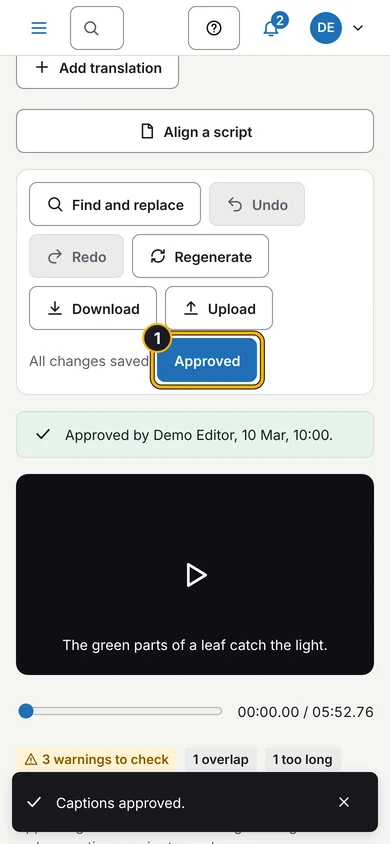 2
DE
Add translation
Align a script
Find and replace
Undo
Redo
Regenerate
Download
Upload
1
All changes saved
Approved
Approved by Demo Editor, 10 Mar, 10:00.
The green parts of a leaf catch the light.
00:00.00 / 05:52.76
3 warnings to check
1 overlap
1 too long
Captions approved.